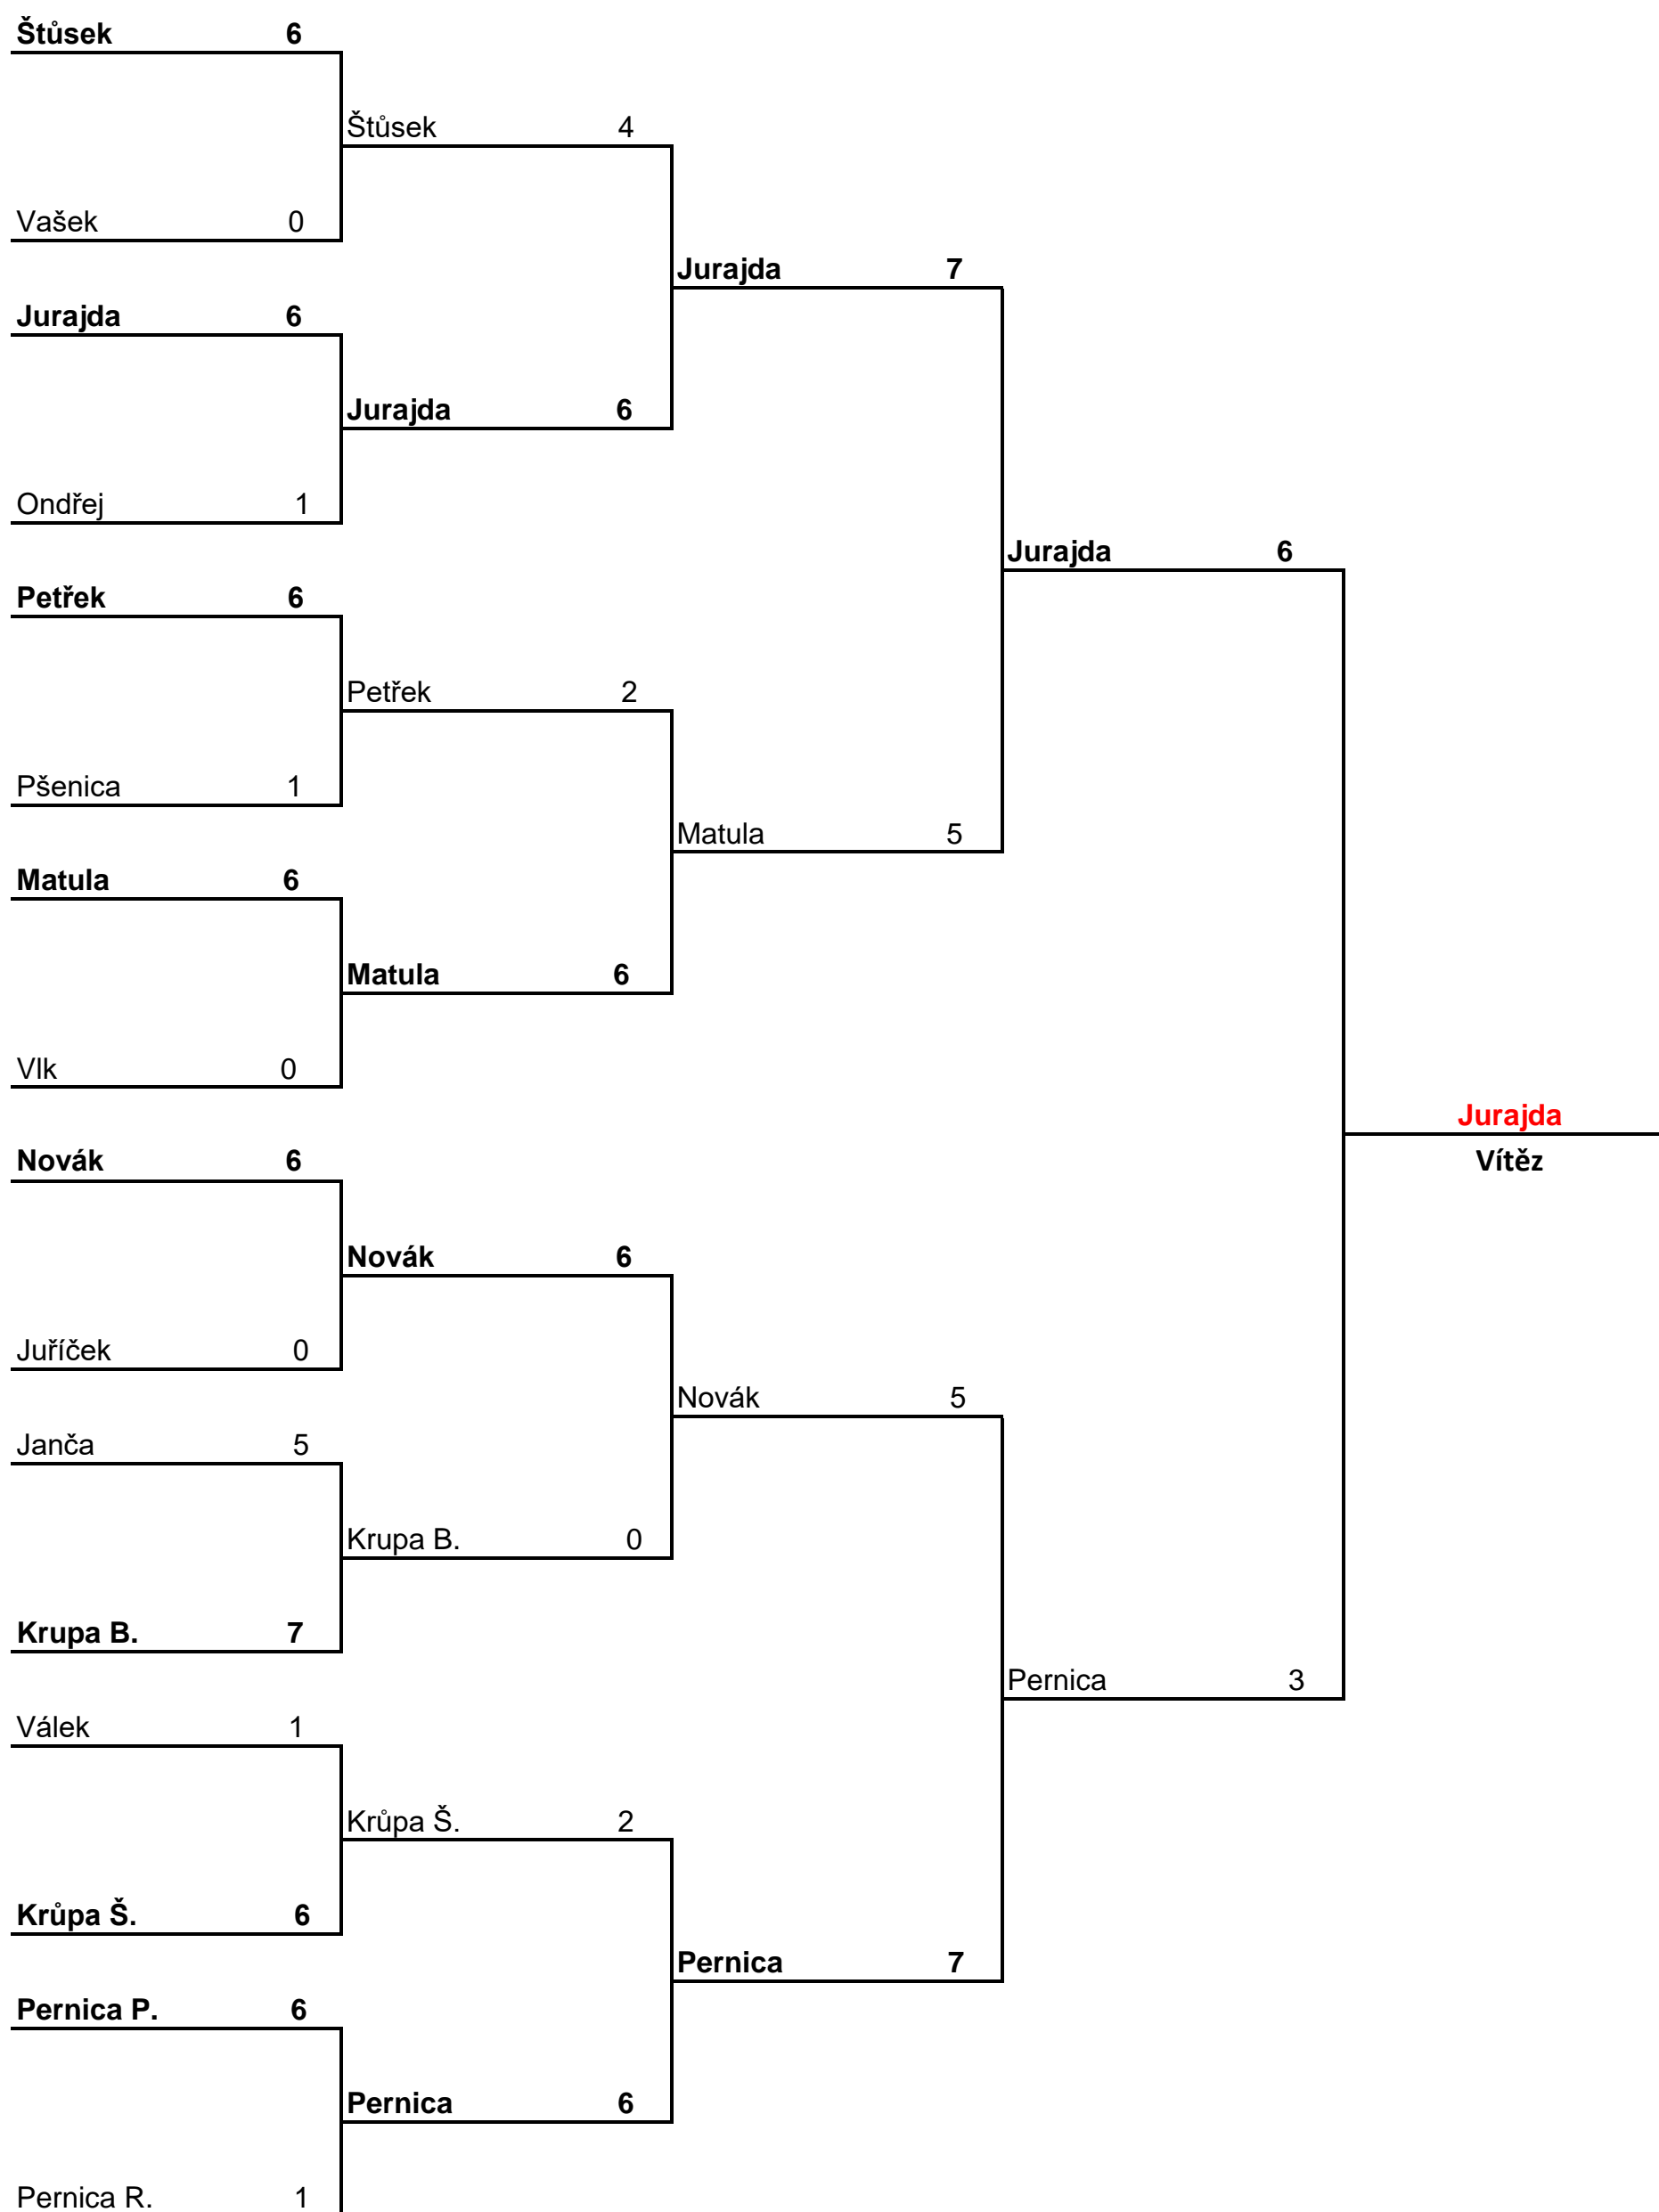 Štůsek 6
Štůsek 4
Vašek 0
Jurajda 7
Jurajda 6
Jurajda 6
Ondřej 1
Jurajda 6
Petřek 6
Petřek 2
Pšenica 1
Matula 5
Matula 6
Matula 6
Vlk 0
Jurajda
Vítěz
Novák 6
Novák 6
Juříček 0
Novák 5
Janča 5
Krupa B. 0
Krupa B. 7
Pernica 3
Válek 1
Krůpa Š. 2
Krůpa Š. 6
Pernica 7
Pernica P. 6
Pernica 6
Pernica R. 1